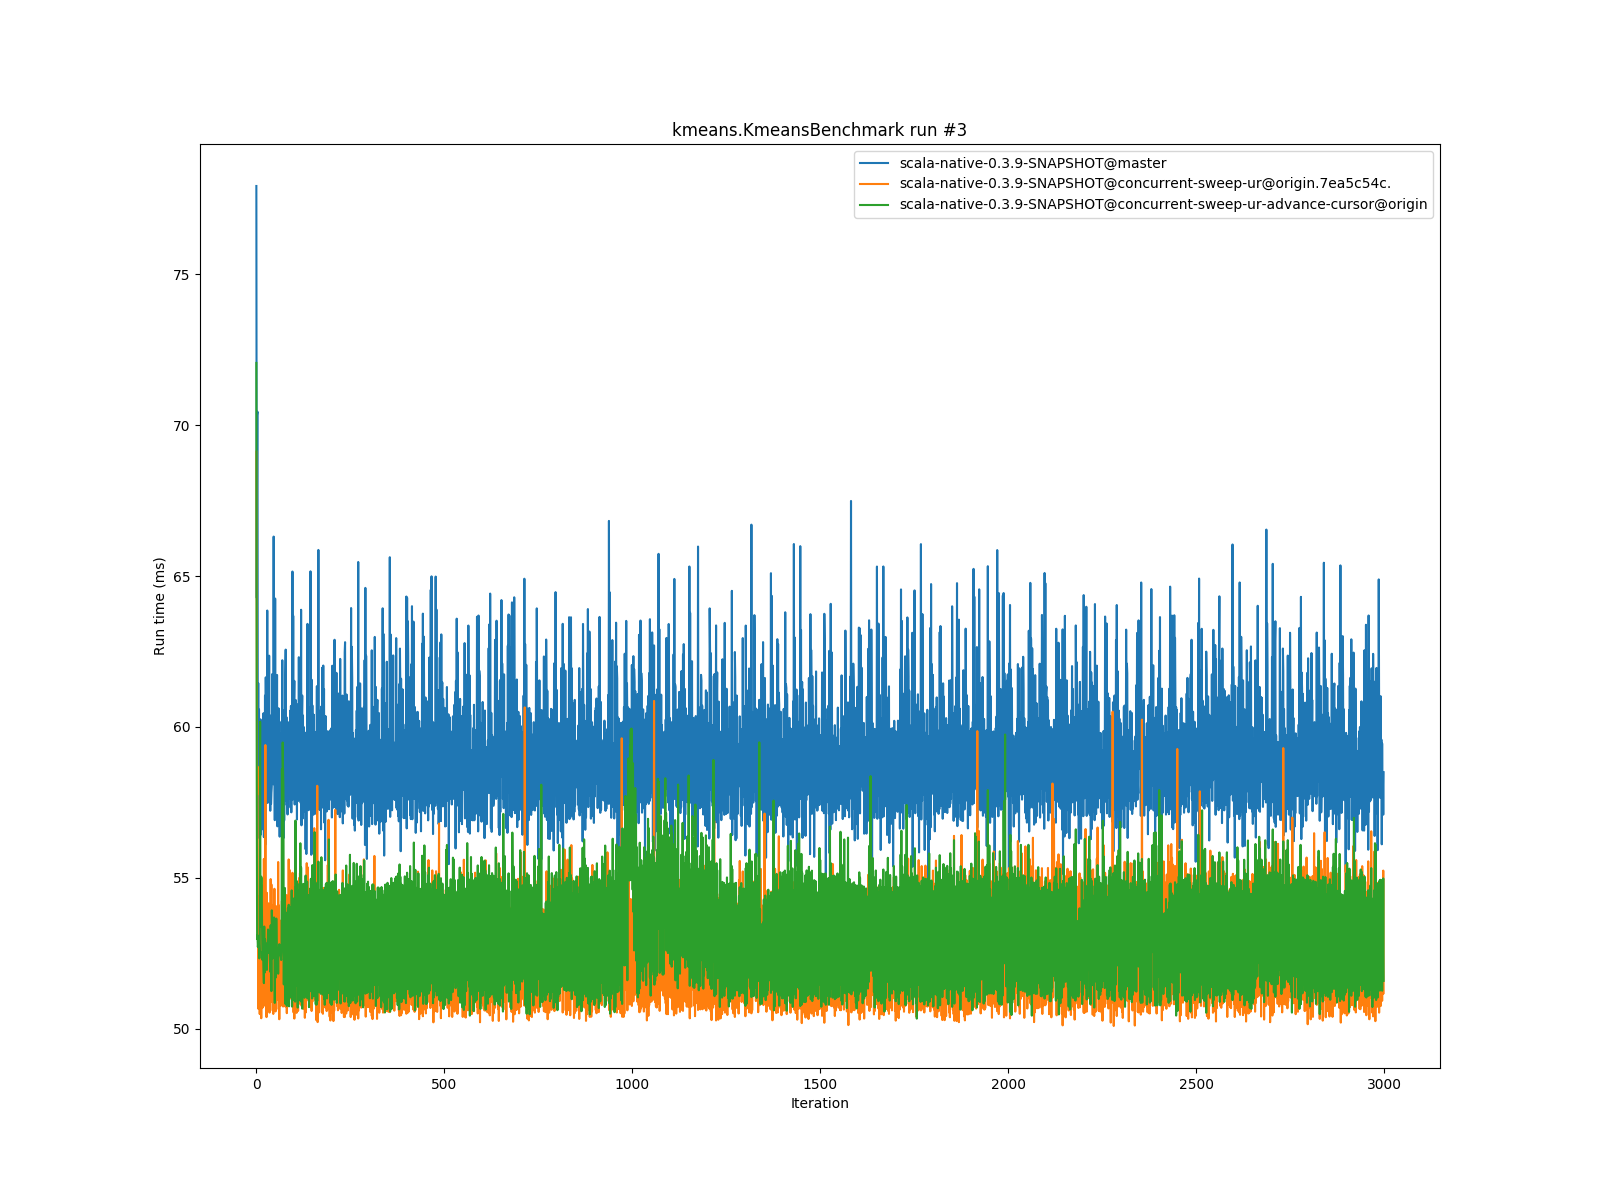 kmeans.KmeansBenchmark run #3
scala-native-0.3.9-SNAPSHOT@master
scala-native-0.3.9-SNAPSHOT@concurrent-sweep-ur@origin.7ea5c54c.
scala-native-0.3.9-SNAPSHOT@concurrent-sweep-ur-advance-cursor@origin
75
70
65
60
55
50
Run time (ms)
0 500 1000 1500 2000 2500 3000
Iteration